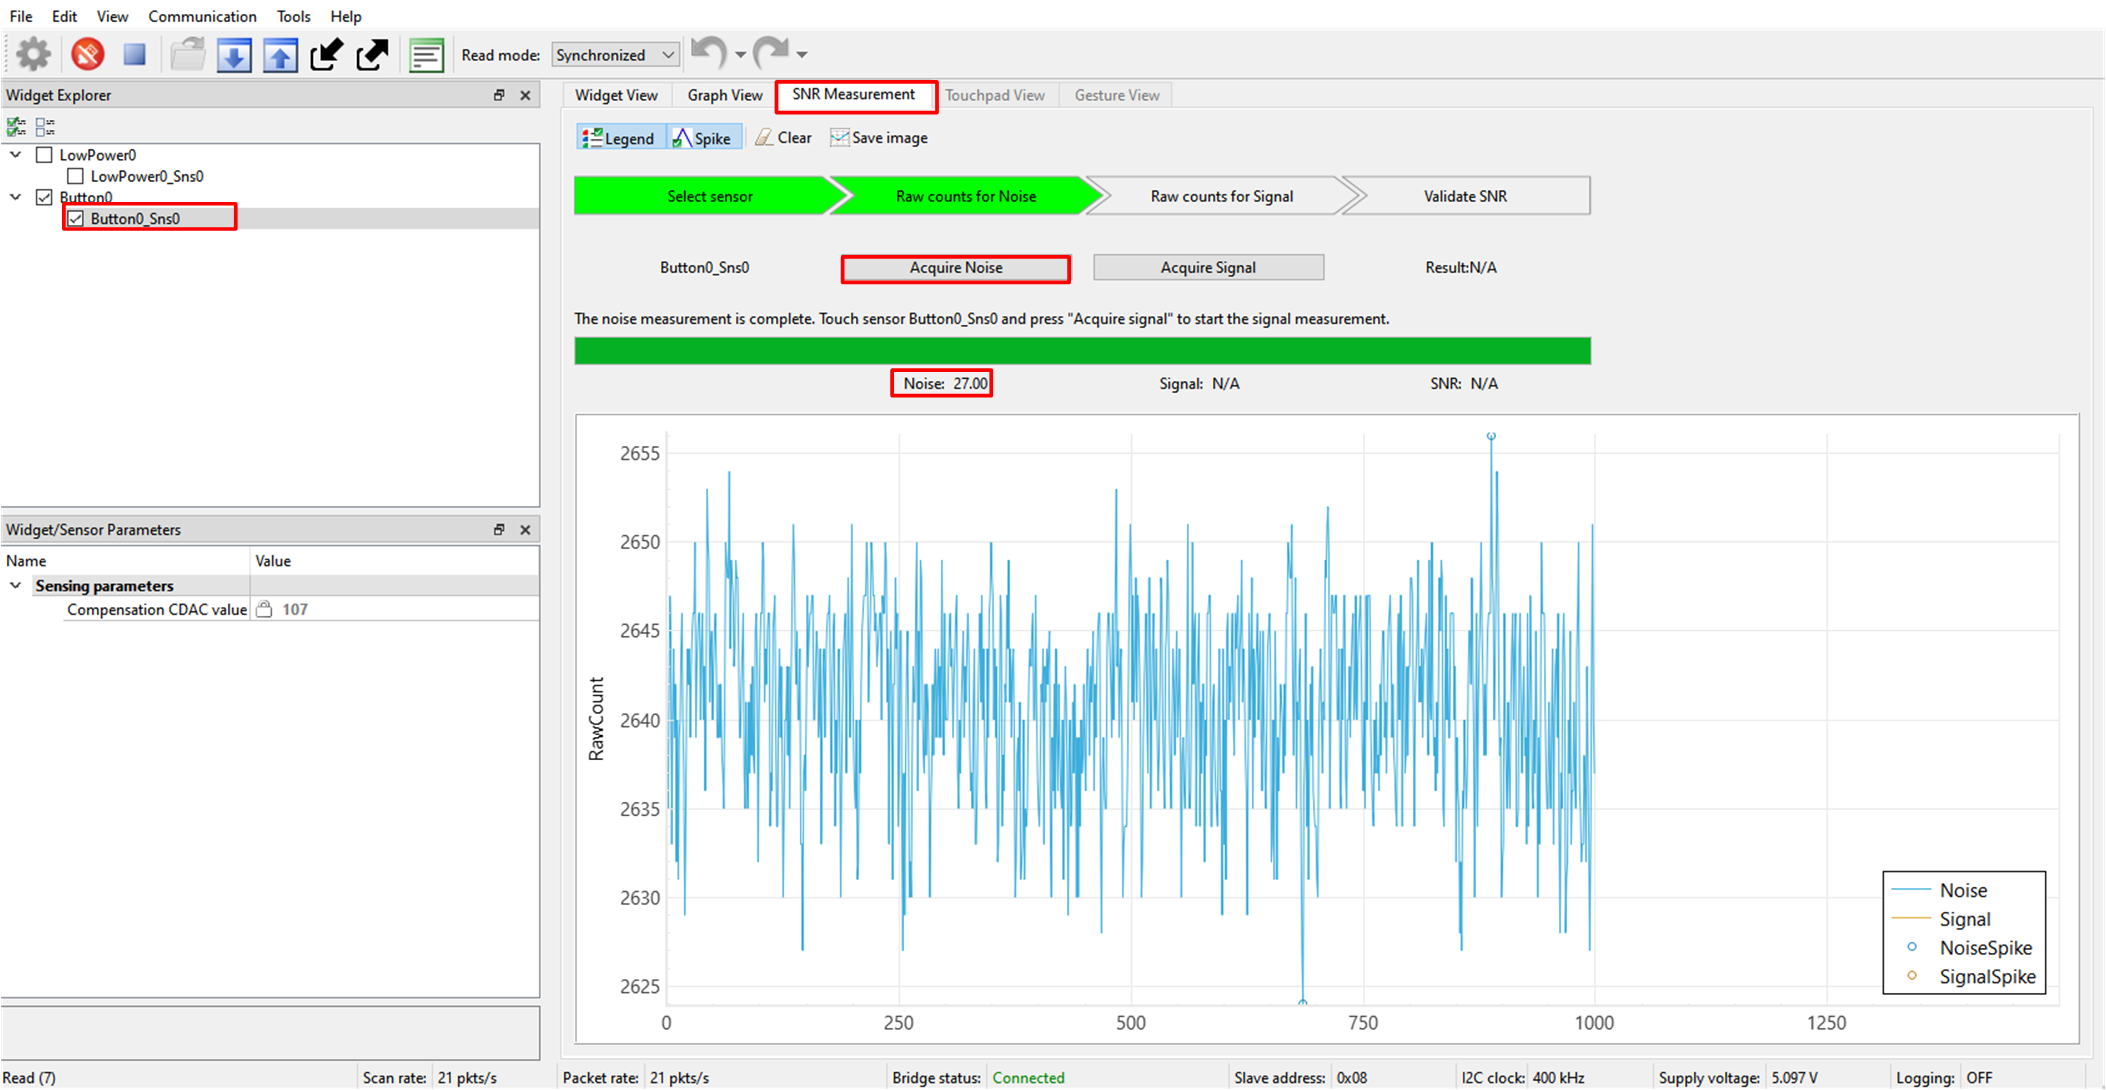 File Edit View Communication Tools Help
Read mode: Synchronized
Widget Explorer
LowPower0
LowPower0_Sns0
Button0
Button0_Sns0
Widget/Sensor Parameters
Name Value
Sensing parameters
Compensation CDAC value 107
Widget View Graph View SNR Measurement Touchpad View Gesture View
Legend Spike Clear Save image
Select sensor Raw counts for Noise Raw counts for Signal Validate SNR
Button0_Sns0 Acquire Noise Acquire Signal Result:N/A
The noise measurement is complete. Touch sensor Button0_Sns0 and press "Acquire signal" to start the signal measurement.
Noise: 27.00 Signal: N/A SNR: N/A
RawCount
2655
2650
2645
2640
2635
2630
2625
0 250 500 750 1000 1250
Noise
Signal
NoiseSpike
SignalSpike
Read (7) Scan rate: 21 pkts/s Packet rate: 21 pkts/s Bridge status: Connected Slave address: 0x08 I2C clock: 400 kHz Supply voltage: 5.097 V Logging: OFF